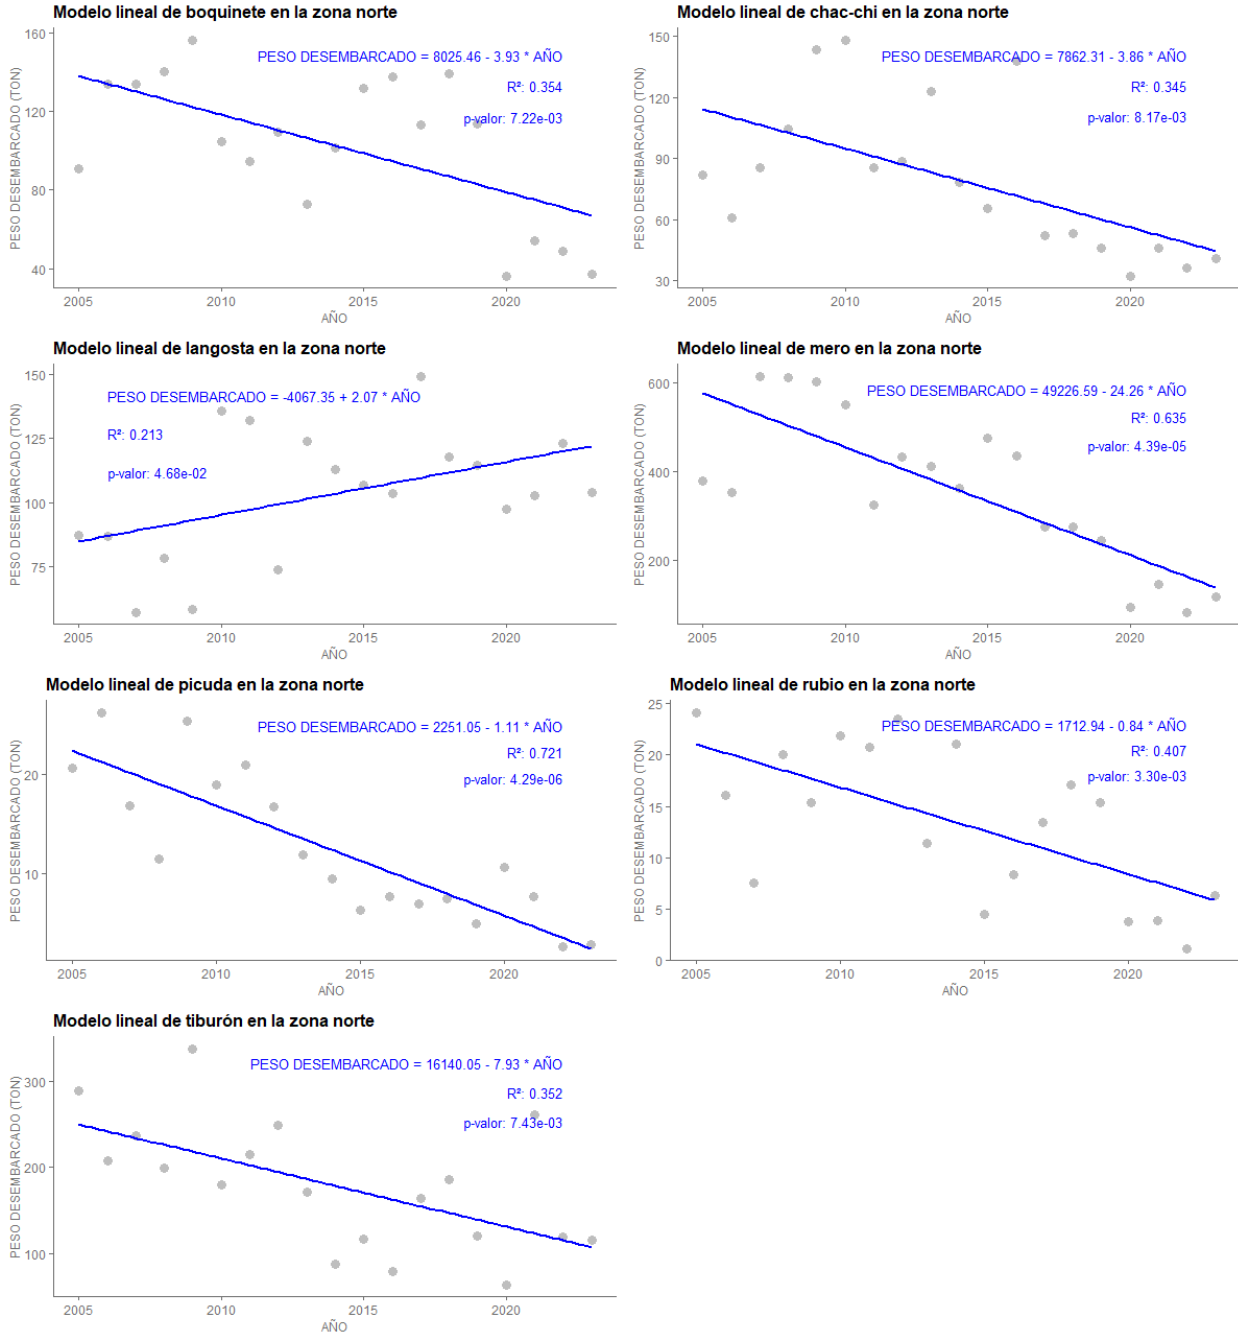 Modelo lineal de boquinete en la zona norte
PESO DESEMBARCADO (TON)
160
120
80
40
PESO DESEMBARCADO = 8025.46 - 3.93 * AÑO
R²: 0.354
p-valor: 7.22e-03
2005
2010
2015
2020
AÑO
Modelo lineal de chac-chi en la zona norte
PESO DESEMBARCADO (TON)
150
120
90
60
30
PESO DESEMBARCADO = 7862.31 - 3.86 * AÑO
R²: 0.345
p-valor: 8.17e-03
2005
2010
2015
2020
AÑO
Modelo lineal de langosta en la zona norte
PESO DESEMBARCADO (TON)
150
125
100
75
PESO DESEMBARCADO = -4067.35 + 2.07 * AÑO
R²: 0.213
p-valor: 4.68e-02
2005
2010
2015
2020
AÑO
Modelo lineal de mero en la zona norte
PESO DESEMBARCADO (TON)
600
400
200
PESO DESEMBARCADO = 49226.59 - 24.26 * AÑO
R²: 0.635
p-valor: 4.39e-05
2005
2010
2015
2020
AÑO
Modelo lineal de picuda en la zona norte
PESO DESEMBARCADO (TON)
20
10
PESO DESEMBARCADO = 2251.05 - 1.11 * AÑO
R²: 0.721
p-valor: 4.29e-06
2005
2010
2015
2020
AÑO
Modelo lineal de rubio en la zona norte
PESO DESEMBARCADO (TON)
25
20
15
10
5
0
PESO DESEMBARCADO = 1712.94 - 0.84 * AÑO
R²: 0.407
p-valor: 3.30e-03
2005
2010
2015
2020
AÑO
Modelo lineal de tiburón en la zona norte
PESO DESEMBARCADO (TON)
300
200
100
PESO DESEMBARCADO = 16140.05 - 7.93 * AÑO
R²: 0.352
p-valor: 7.43e-03
2005
2010
2015
2020
AÑO